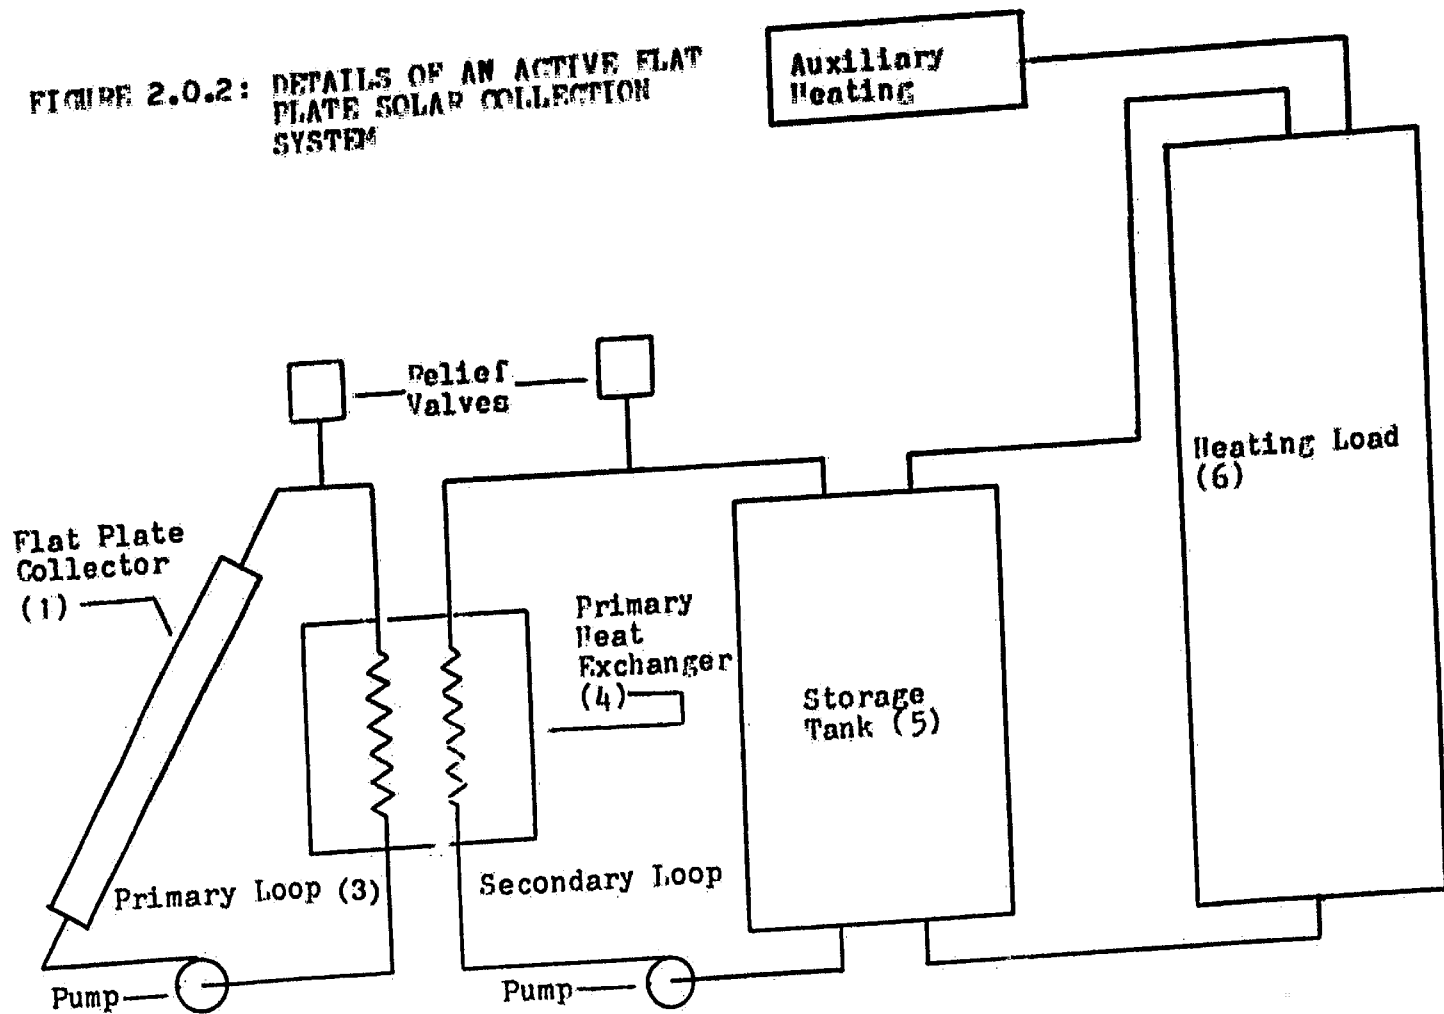 FIGURE 2.0.2: DETAILS OF AN ACTIVE FLAT
PLATE SOLAR COLLECTION
SYSTEM
Auxiliary
Heating
Relief
Valves
Heating Load
(6)
Flat Plate
Collector
(1)
Primary
Heat
Exchanger
(4)
Storage
Tank (5)
Primary Loop (3)
Secondary Loop
Pump
Pump